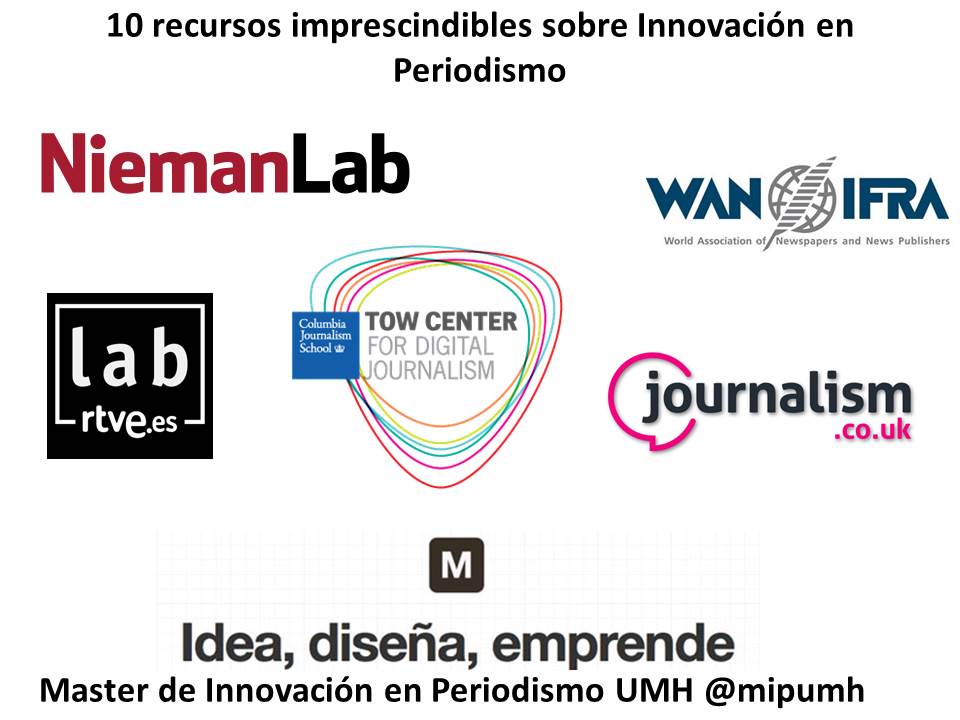 10 recursos imprescindibles sobre Innovación en
Periodismo
NiemanLab
WAN IFRA
World Association of Newspapers and News Publishers
lab
rtve.es
Columbia
Journalism
School
TOW CENTER
FOR DIGITAL
JOURNALISM
journalism
.co.uk
M
Idea, diseña, emprende
Master de Innovación en Periodismo UMH @mipumh